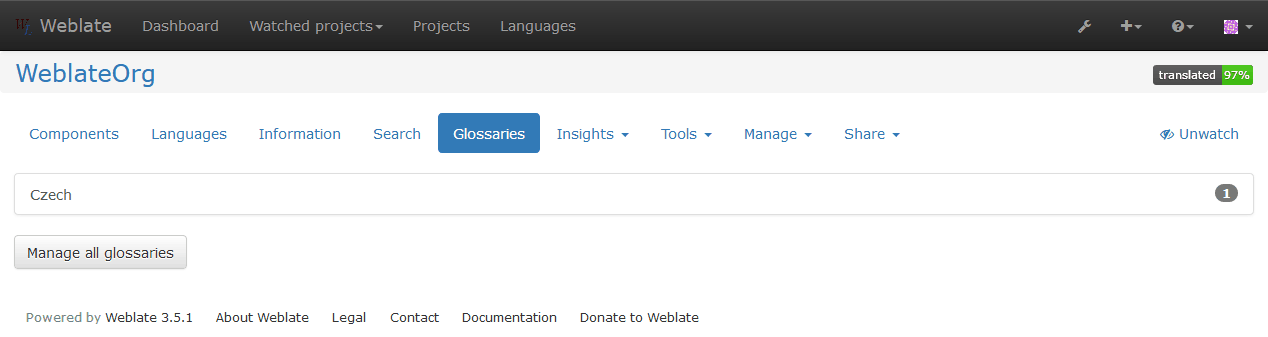 Weblate Dashboard Watched projects Projects Languages
WeblateOrg translated 97%
Components Languages Information Search Glossaries Insights Tools Manage Share Unwatch
Czech 1
Manage all glossaries
Powered by Weblate 3.5.1 About Weblate Legal Contact Documentation Donate to Weblate